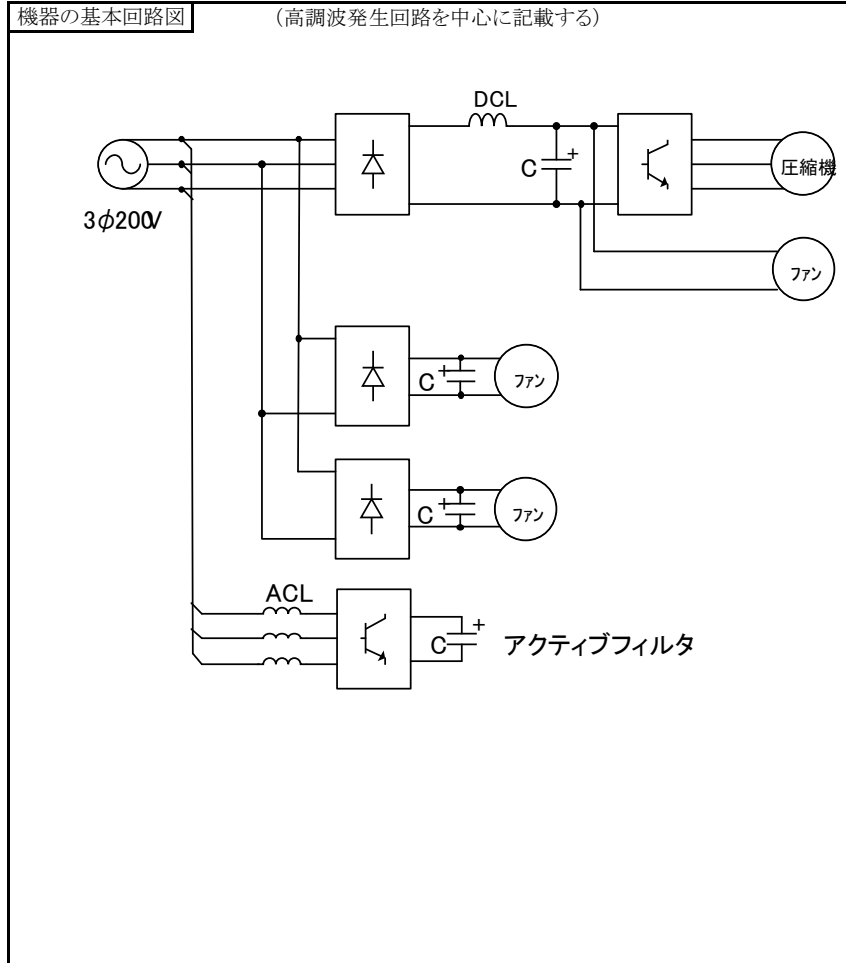 機器の基本回路図 (高調波発生回路を中心に記載する)
DCL
C +
圧縮機
3φ200V
ファン
C + ファン
C + ファン
ACL
C + アクティブフィルタ